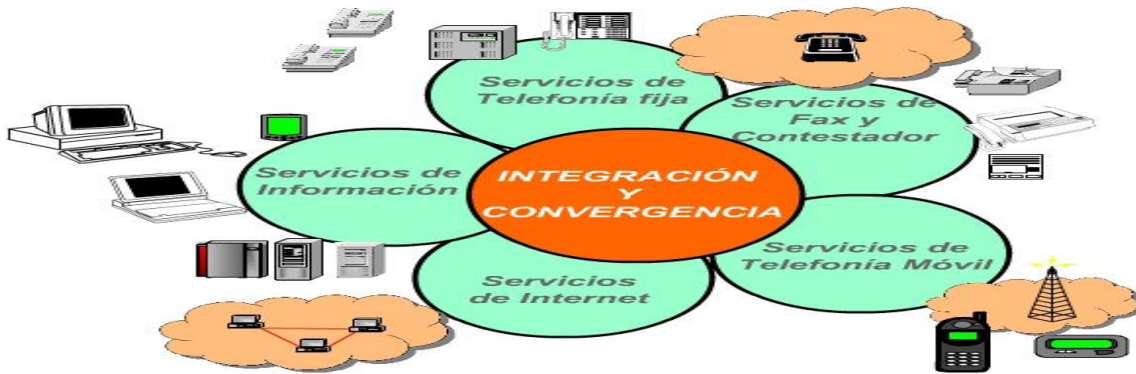 Servicios de
Telefonía fija
Servicios de
Fax y
Contestador
Servicios de
Información
INTEGRACIÓN
Y
CONVERGENCIA
Servicios de
Telefonía Móvil
Servicios
de Internet